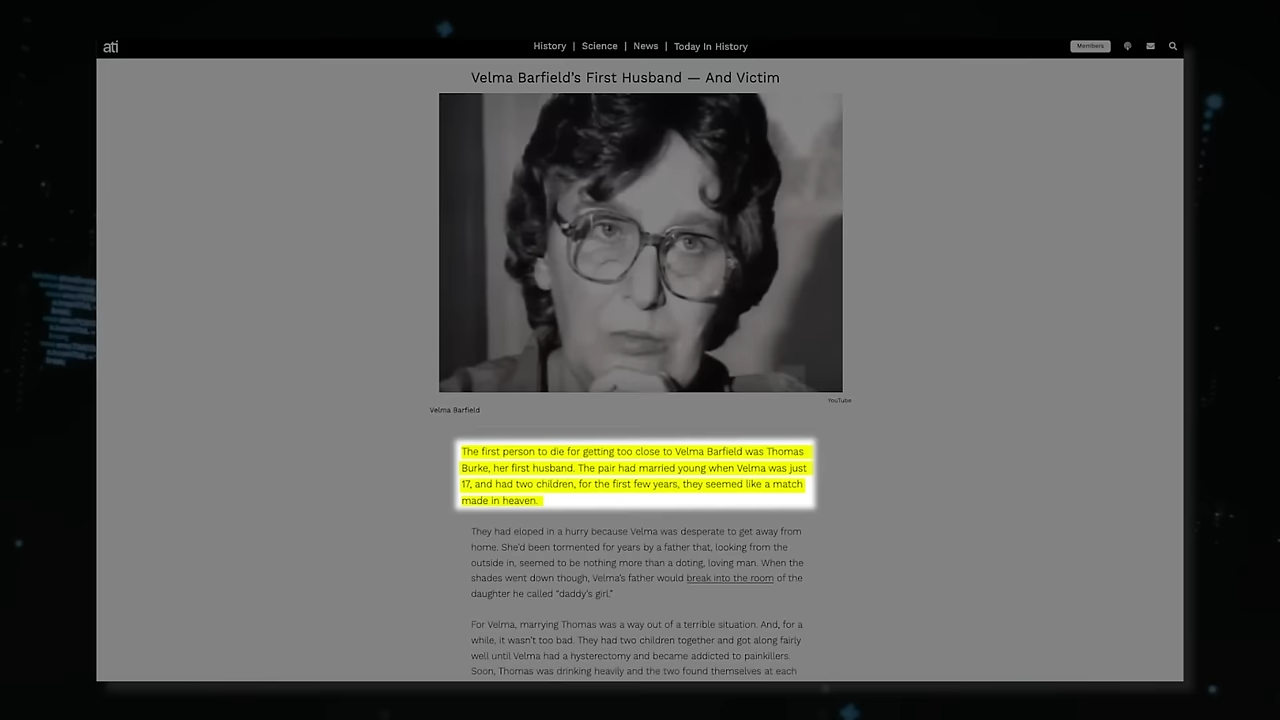 ati
History | Science | News | Today In History
Members
Velma Barfield's First Husband — And Victim
YouTube
Velma Barfield
The first person to die for getting too close to Velma Barfield was Thomas
Burke, her first husband. The pair had married young when Velma was just
17, and had two children, for the first few years, they seemed like a match
made in heaven.
They had eloped in a hurry because Velma was desperate to get away from
home. She'd been tormented for years by a father that, looking from the
outside in, seemed to be nothing more than a doting, loving man. When the
shades went down though, Velma's father would break into the room of the
daughter he called "daddy's girl."
For Velma, marrying Thomas was a way out of a terrible situation. And, for a
while, it wasn't too bad. They had two children together and got along fairly
well until Velma had a hysterectomy and became addicted to painkillers.
Soon, Thomas was drinking heavily and the two found themselves at each